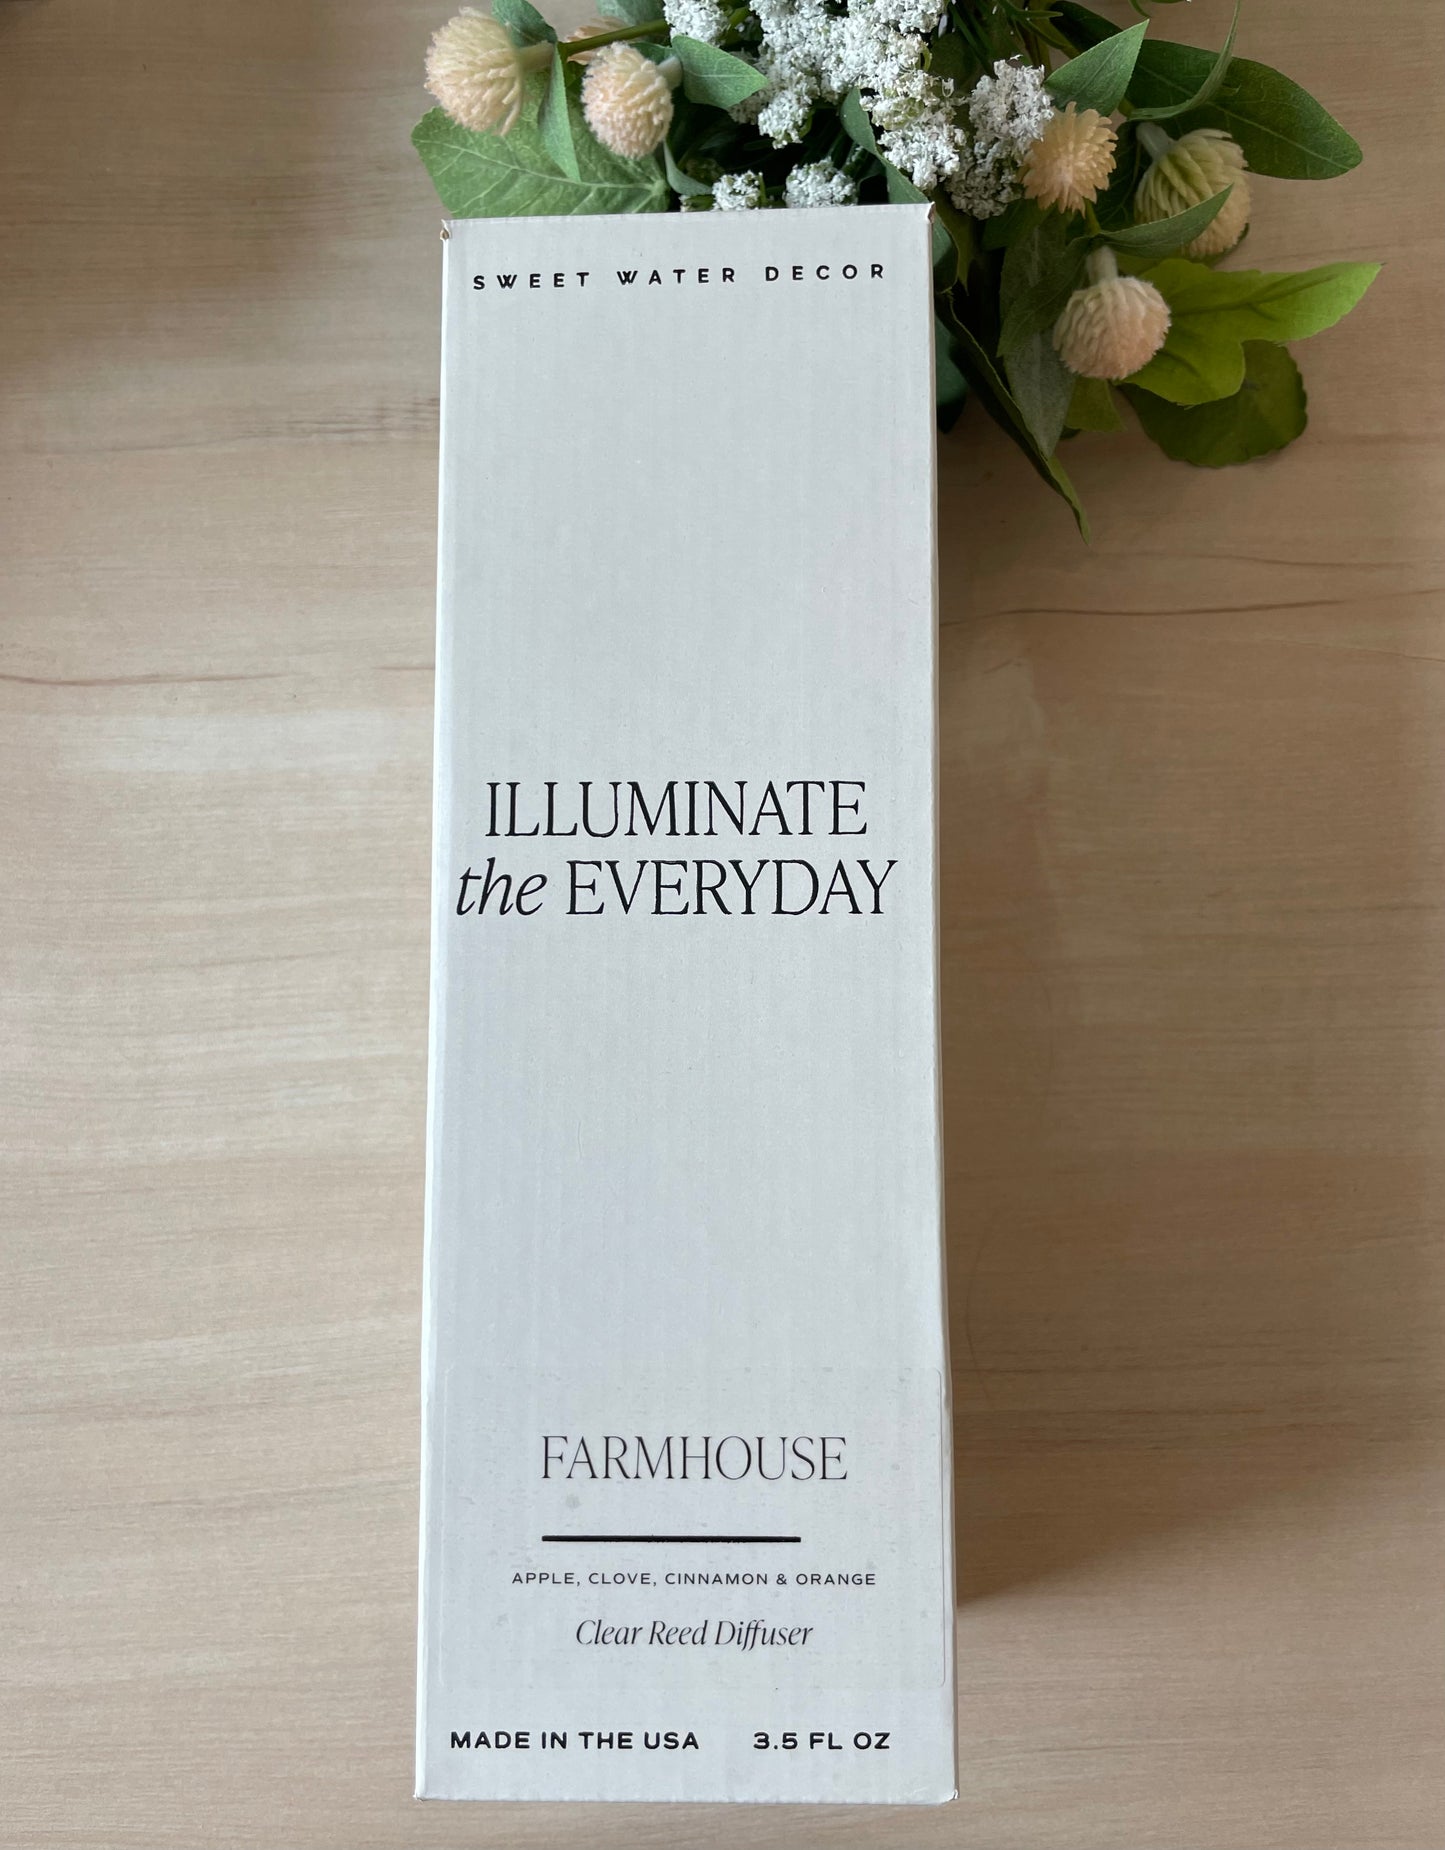 SWEET WATER DECOR
ILLUMINATE
the EVERYDAY
FARMHOUSE
APPLE, CLOVE, CINNAMON & ORANGE
Clear Reed Diffuser
MADE IN THE USA 3.5 FL OZ